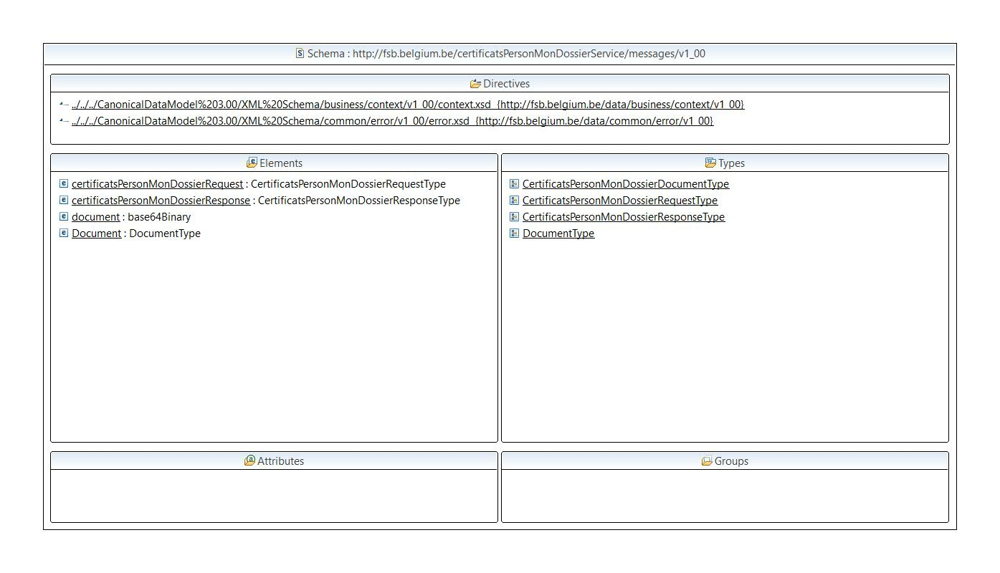 Schema : http://fsb.belgium.be/certificatsPersonMonDossierService/messages/v1_00
Directives
../../../CanonicalDataModel%203.00/XML%20Schema/business/context/v1_00/context.xsd {http://fsb.belgium.be/data/business/context/v1_00}
../../../CanonicalDataModel%203.00/XML%20Schema/common/error/v1_00/error.xsd {http://fsb.belgium.be/data/common/error/v1_00}
Elements
certificatsPersonMonDossierRequest : CertificatsPersonMonDossierRequestType
certificatsPersonMonDossierResponse : CertificatsPersonMonDossierResponseType
document : base64Binary
Document : DocumentType
Types
CertificatsPersonMonDossierDocumentType
CertificatsPersonMonDossierRequestType
CertificatsPersonMonDossierResponseType
DocumentType
Attributes
Groups